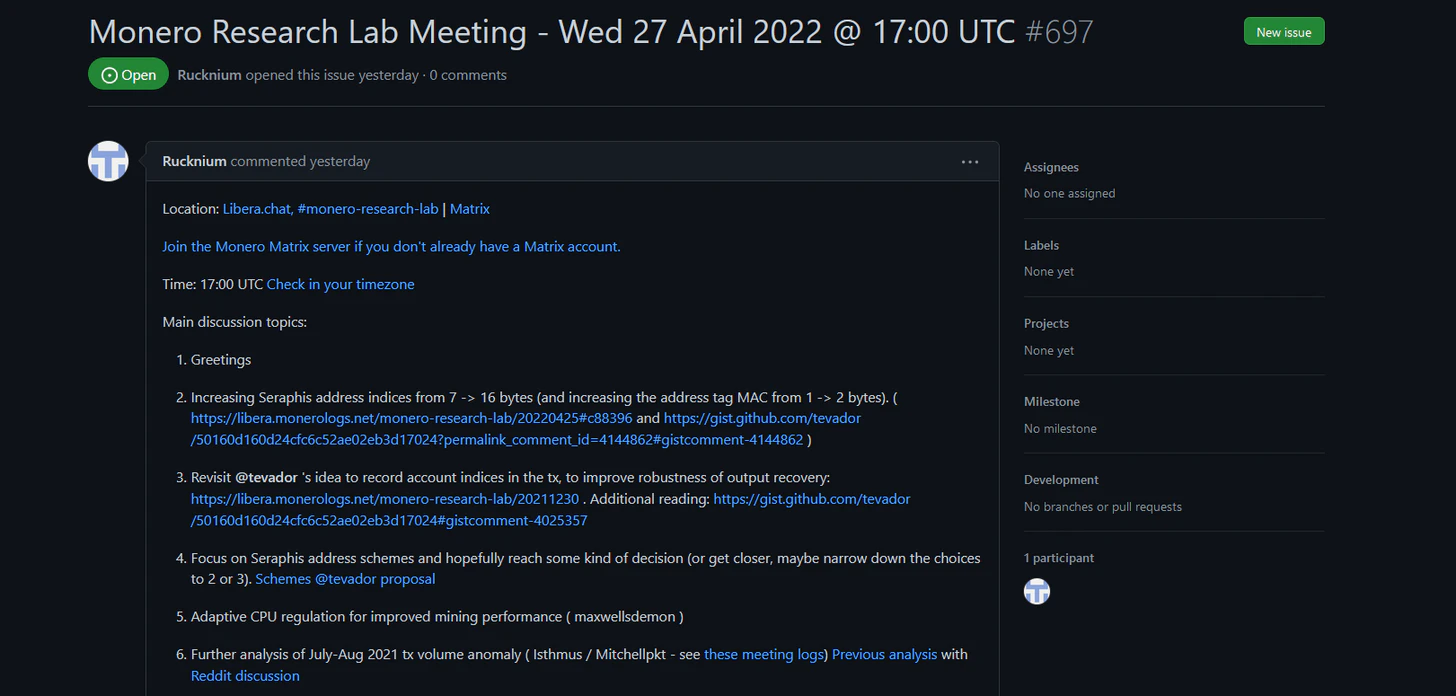 Monero Research Lab Meeting - Wed 27 April 2022 @ 17:00 UTC #697
New issue
Open Rucknium opened this issue yesterday · 0 comments
Rucknium commented yesterday
Location: Libera.chat, #monero-research-lab | Matrix
Join the Monero Matrix server if you don't already have a Matrix account.
Time: 17:00 UTC Check in your timezone
Main discussion topics:
1. Greetings
2. Increasing Seraphis address indices from 7 -> 16 bytes (and increasing the address tag MAC from 1 -> 2 bytes). (
https://libera.monerologs.net/monero-research-lab/20220425#c88396 and https://gist.github.com/tevador
/50160d160d24cfc6c52ae02eb3d17024?permalink_comment_id=4144862#gistcomment-4144862 )
3. Revisit @tevador 's idea to record account indices in the tx, to improve robustness of output recovery:
https://libera.monerologs.net/monero-research-lab/20211230 . Additional reading: https://gist.github.com/tevador
/50160d160d24cfc6c52ae02eb3d17024#gistcomment-4025357
4. Focus on Seraphis address schemes and hopefully reach some kind of decision (or get closer, maybe narrow down the choices
to 2 or 3). Schemes @tevador proposal
5. Adaptive CPU regulation for improved mining performance ( maxwellsdemon )
6. Further analysis of July-Aug 2021 tx volume anomaly ( Isthmus / Mitchellpkt - see these meeting logs) Previous analysis with
Reddit discussion
Assignees
No one assigned
Labels
None yet
Projects
None yet
Milestone
No milestone
Development
No branches or pull requests
1 participant